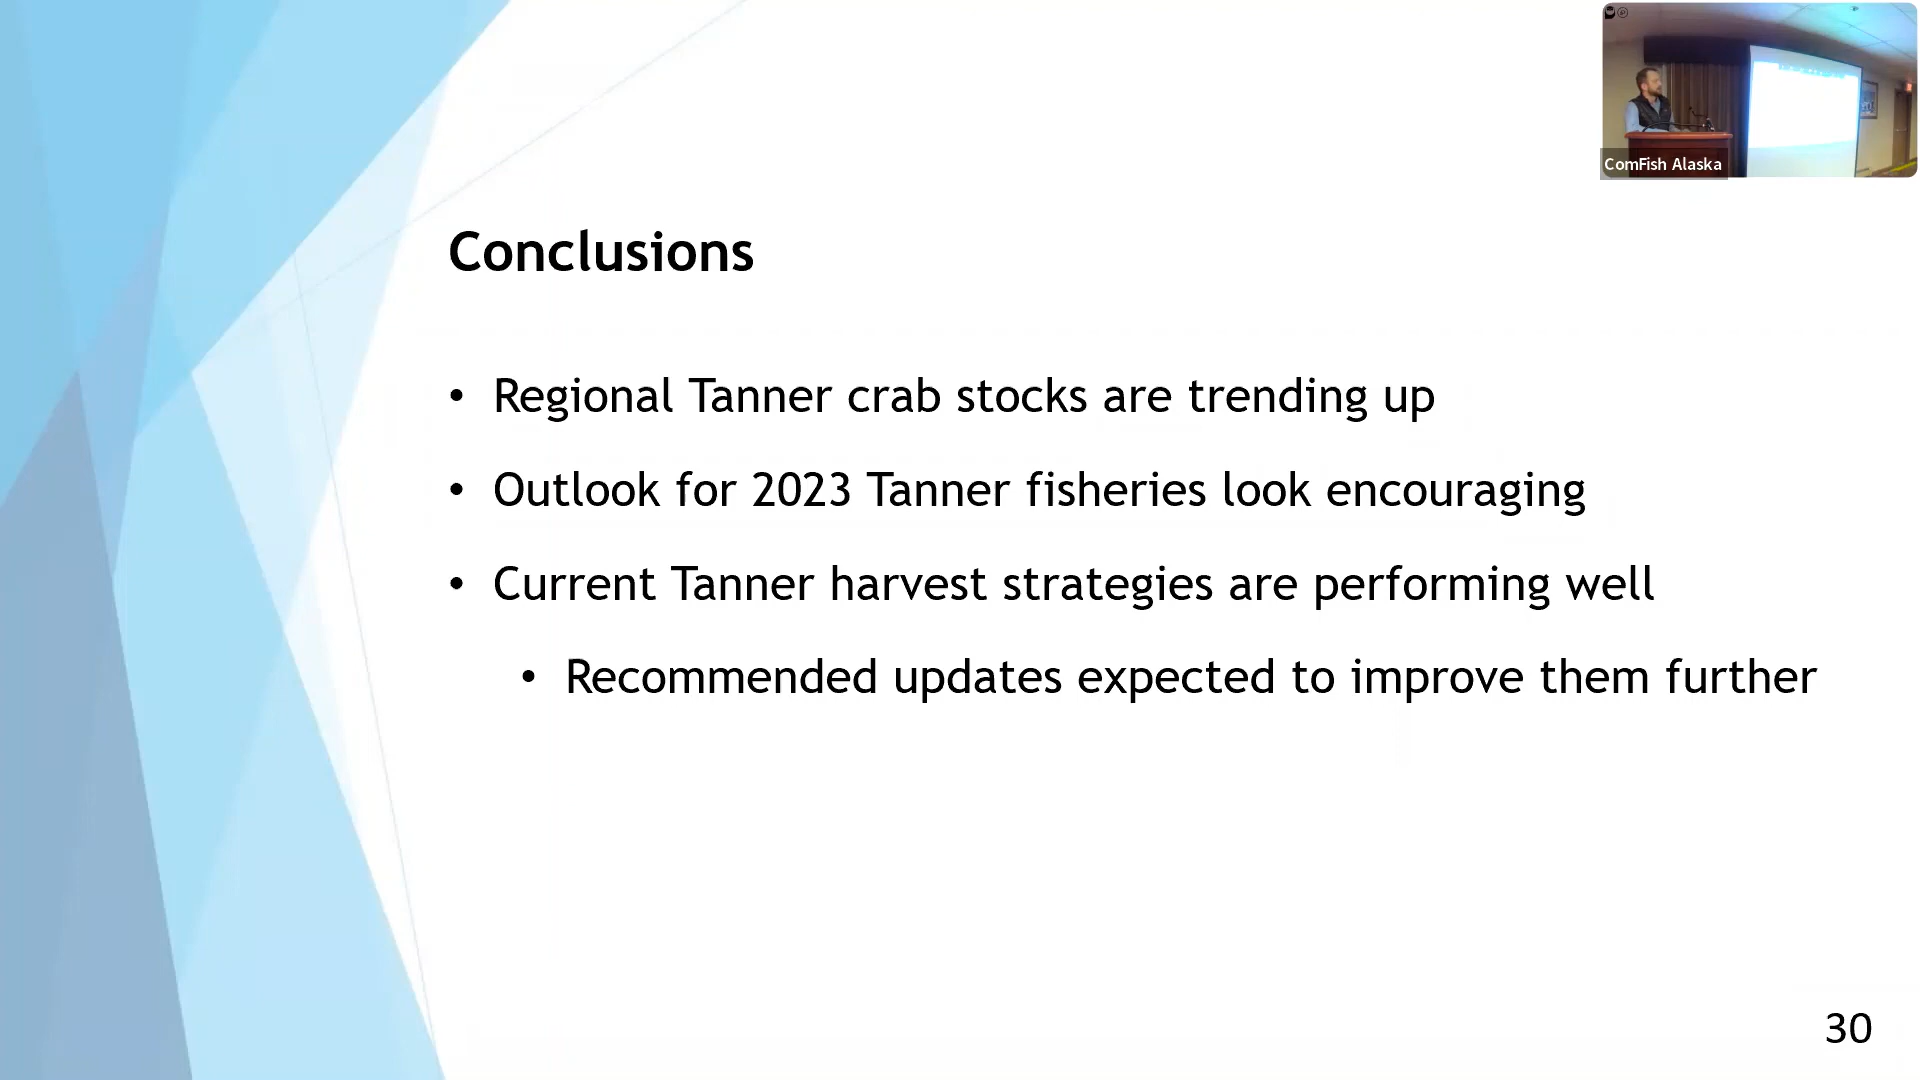 ComFish Alaska
Conclusions
• Regional Tanner crab stocks are trending up
• Outlook for 2023 Tanner fisheries look encouraging
• Current Tanner harvest strategies are performing well
• Recommended updates expected to improve them further
30